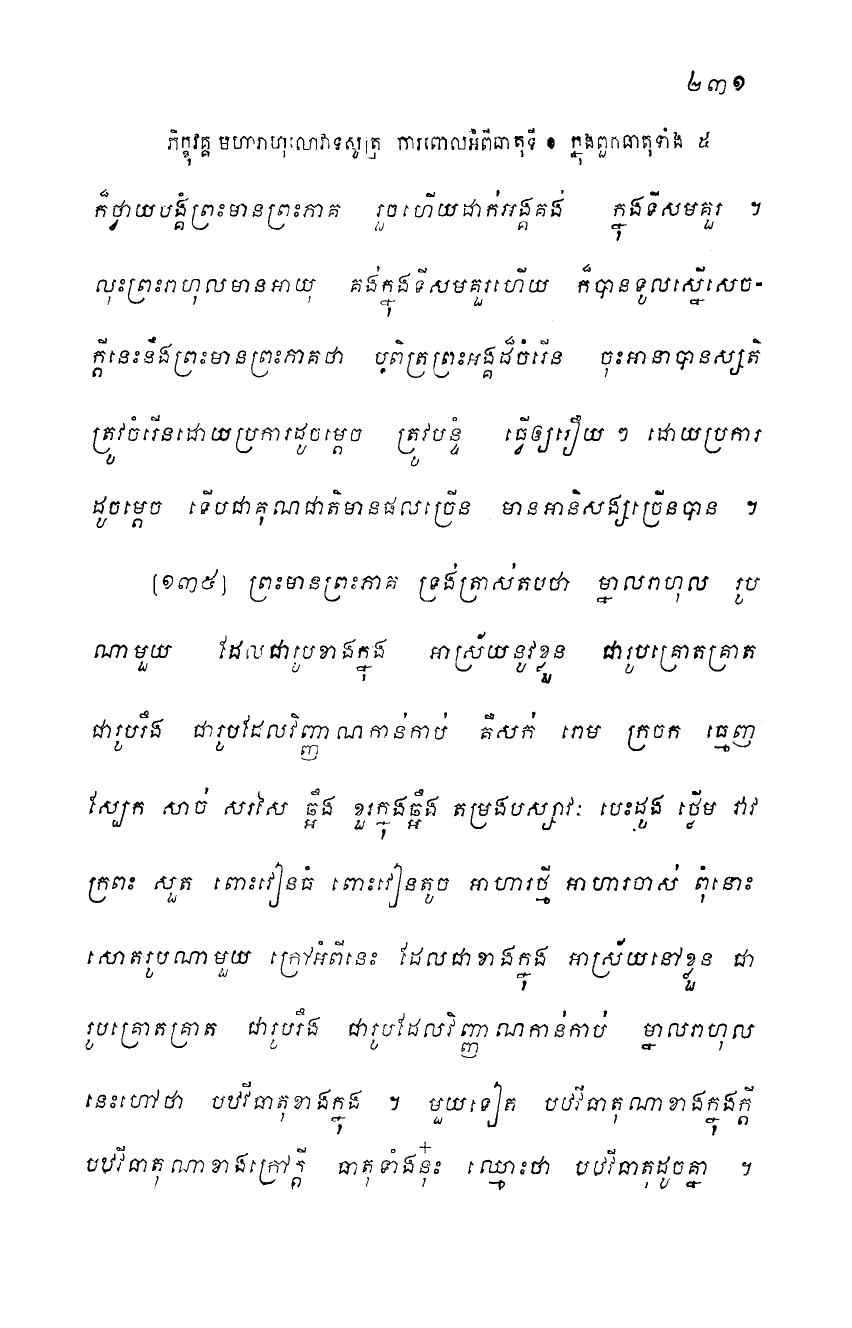 ២៣១
ភិក្ខុវគ្គ មហារាហុលោវាទសូត្រ ការពោលអំពីធាតុទី ១ ក្នុងពួកធាតុទាំង ៥
ក៏ថ្វាយបង្គំព្រះមានព្រះភាគ រួចហើយដាក់អង្គគង់ ក្នុងទីសមគួរ ។
លុះព្រះរាហុលមានអាយុ គង់ក្នុងទីសមគួរហើយ ក៏បានទូលស្នើសេច-
ក្តីនេះនឹងព្រះមានព្រះភាគថា បពិត្រព្រះអង្គដ៏ចំរើន ចុះអានាបានស្សតិ
ត្រូវចំរើនដោយប្រការដូចម្តេច ត្រូវបន្ទំ ធ្វើឲ្យរឿយ ៗ ដោយប្រការ
ដូចម្តេច ទើបជាគុណជាតិមានផលច្រើន មានអានិសង្សច្រើនបាន ។
[១៣៥] ព្រះមានព្រះភាគ ទ្រង់ត្រាស់តបថា ម្នាលរាហុល រូប
ណាមួយ ដែលជារូបខាងក្នុង អាស្រ័យនូវខ្លួន ជារូបគ្រោតគ្រាត
ជារូបរឹង ជារូបដែលវិញ្ញាណកាន់កាប់ គឺសក់ រោម ក្រចក ធ្មេញ
ស្បែក សាច់ សរសៃ ឆ្អឹង ខួរក្នុងឆ្អឹង តម្រងបស្សាវៈ បេះដូង ថ្លើម វាវ
ក្រពះ សួត ពោះវៀនធំ ពោះវៀនតូច អាហារថ្មី អាហារចាស់ ពុំនោះ
សោតរូបណាមួយ ក្រៅអំពីនេះ ដែលជាខាងក្នុង អាស្រ័យនៅខ្លួន ជា
រូបគ្រោតគ្រាត ជារូបរឹង ជារូបដែលវិញ្ញាណកាន់កាប់ ម្នាលរាហុល
នេះហៅថា បឋវីធាតុខាងក្នុង ។ មួយទៀត បឋវីធាតុណាខាងក្នុងក្តី
បឋវីធាតុណាខាងក្រៅក្តី ធាតុទាំងនុ៎ះ ឈ្មោះថា បឋវីធាតុដូចគ្នា ។